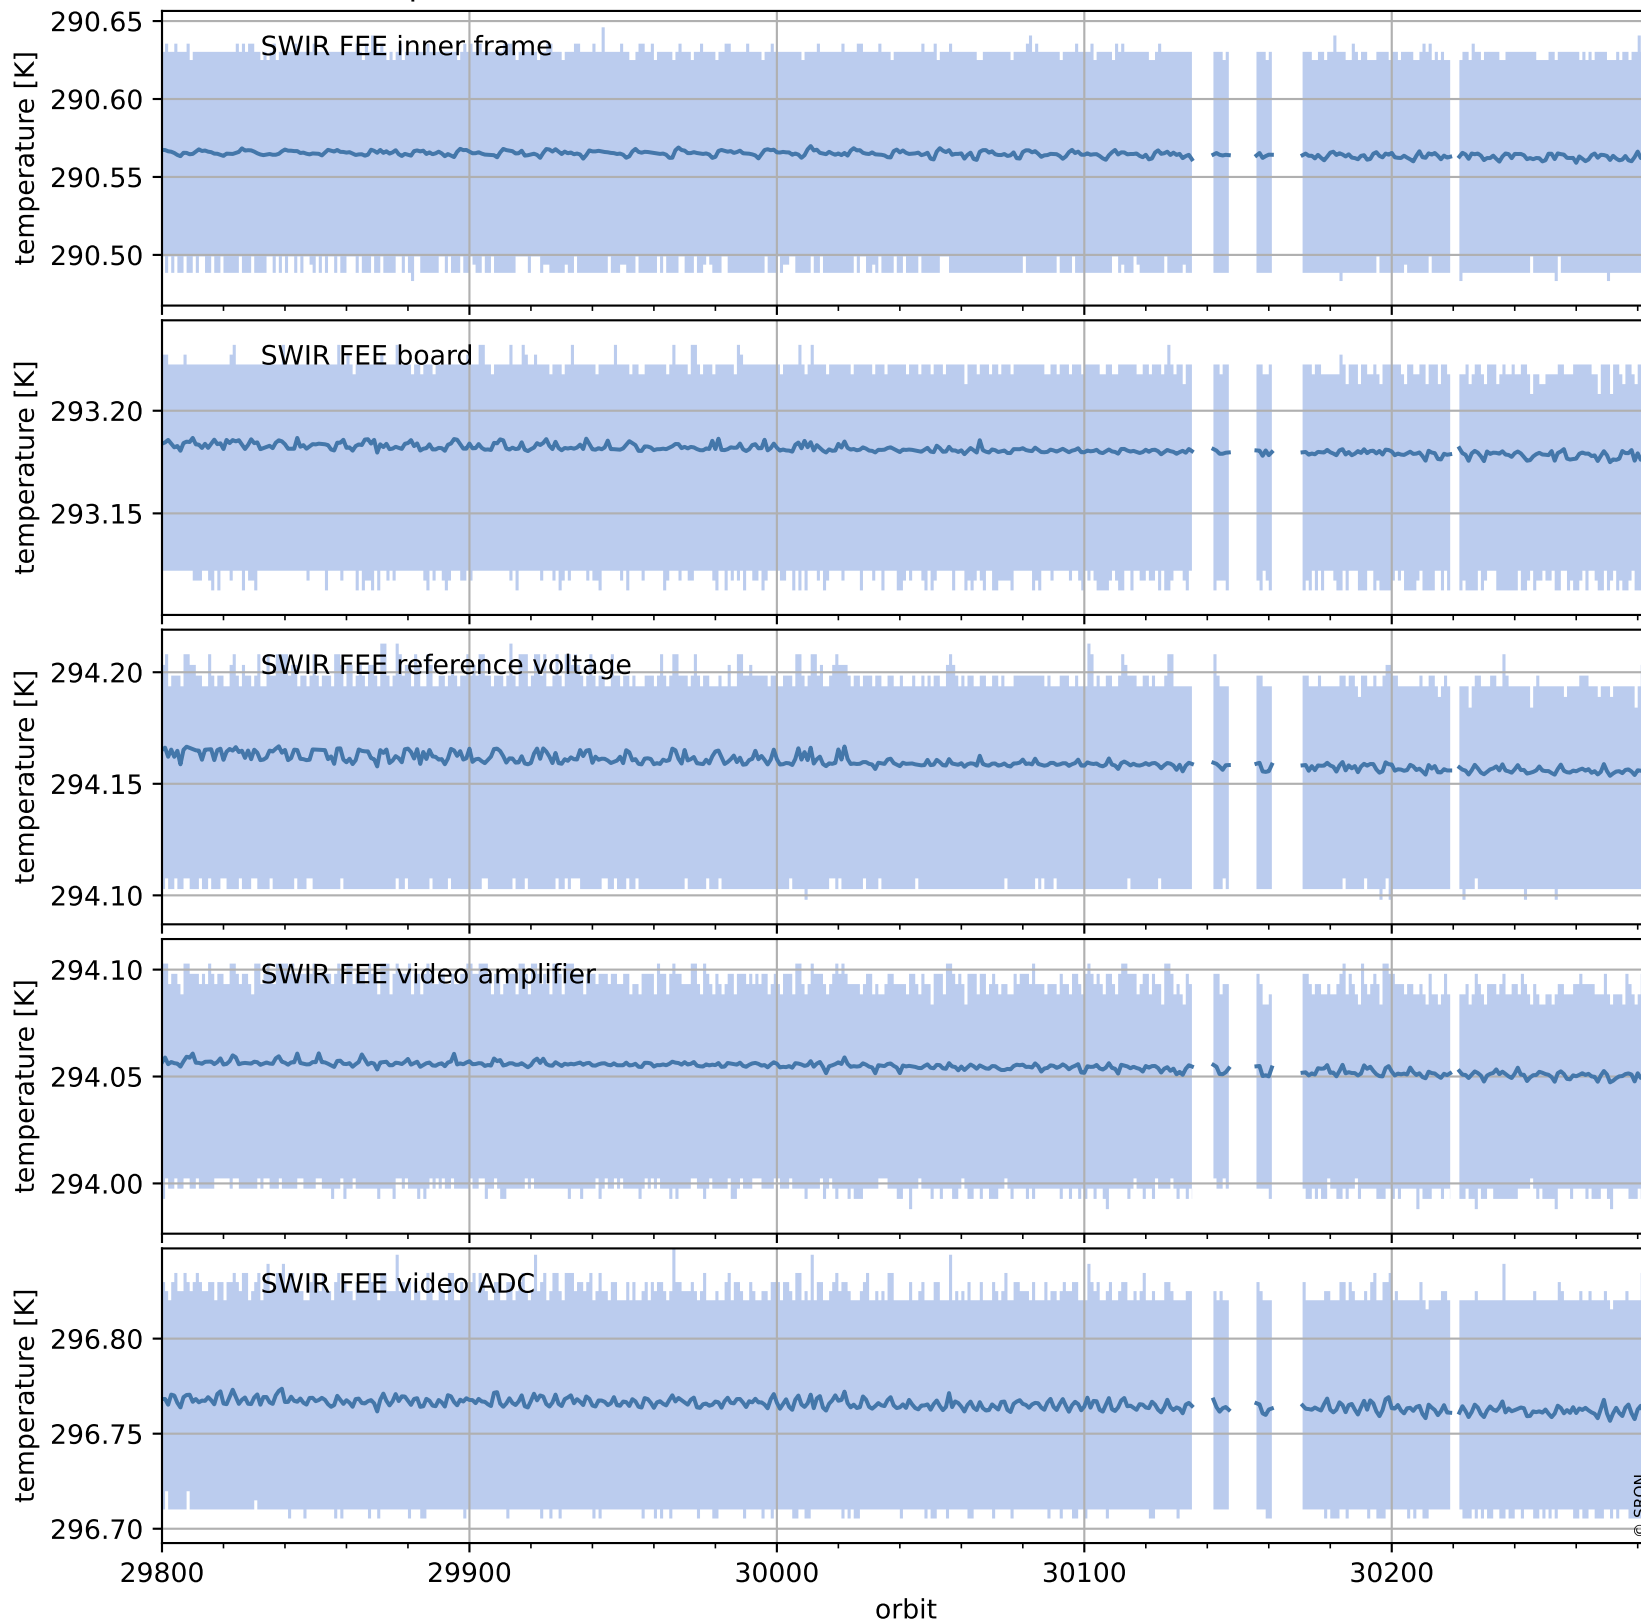 290.65
SWIR FEE inner frame
290.60
290.55
290.50
temperature [K]
SWIR FEE board
293.20
293.15
temperature [K]
294.20
SWIR FEE reference voltage
294.15
294.10
temperature [K]
294.10
SWIR FEE video amplifier
294.05
294.00
temperature [K]
SWIR FEE video ADC
296.80
296.75
296.70
temperature [K]
© SRON
29800 29900 30000 30100 30200
orbit